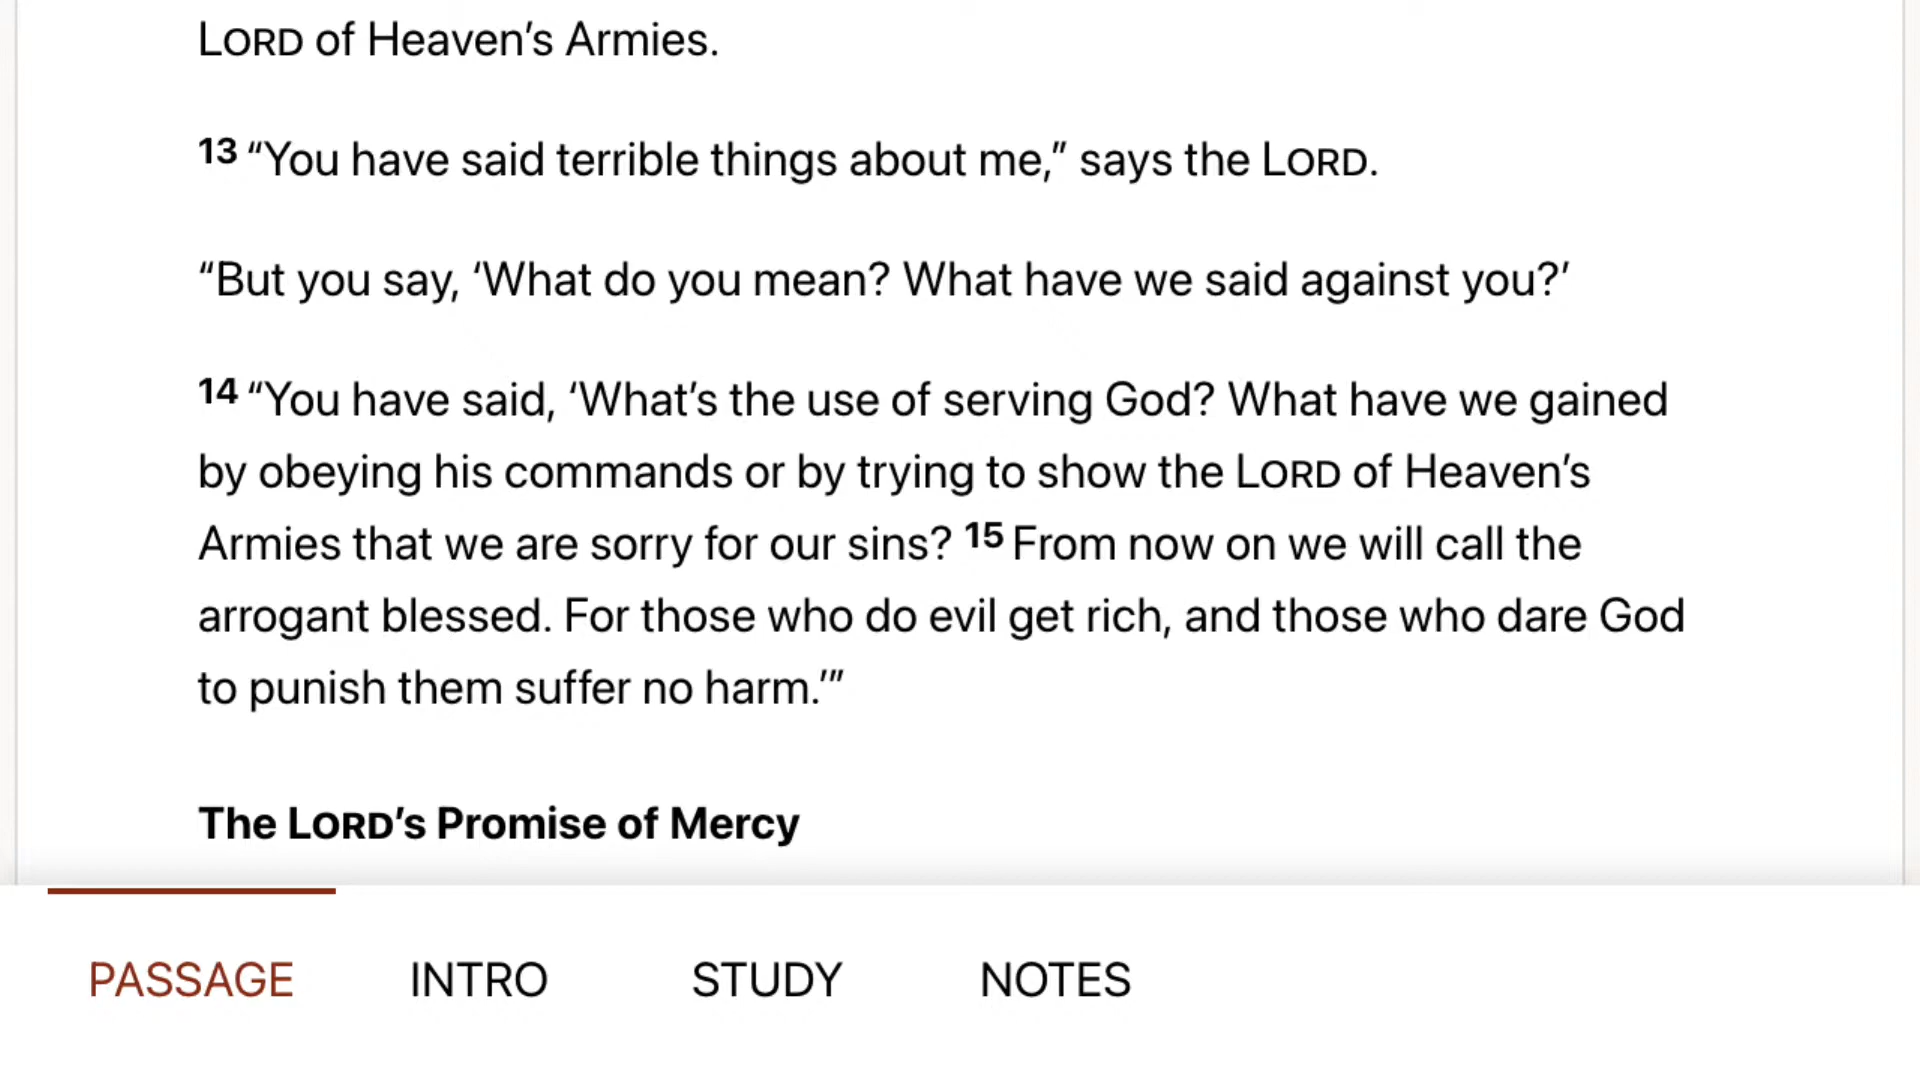 LORD of Heaven’s Armies.
13 “You have said terrible things about me,” says the LORD.
“But you say, ‘What do you mean? What have we said against you?’
14 “You have said, ‘What’s the use of serving God? What have we gained
by obeying his commands or by trying to show the LORD of Heaven’s
Armies that we are sorry for our sins? 15 From now on we will call the
arrogant blessed. For those who do evil get rich, and those who dare God
to punish them suffer no harm.’”
The LORD’s Promise of Mercy
PASSAGE INTRO STUDY NOTES